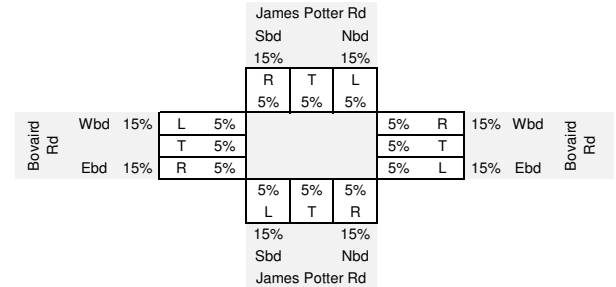 James Potter Rd
Sbd Nbd
15% 15%
R T L
5% 5% 5%
Bovaird Rd
Wbd 15% L 5%
T 5%
Ebd 15% R 5%
5% R 15% Wbd
5% T
5% L 15% Ebd
Bovaird Rd
5% 5% 5%
L T R
15% 15%
Sbd Nbd
James Potter Rd